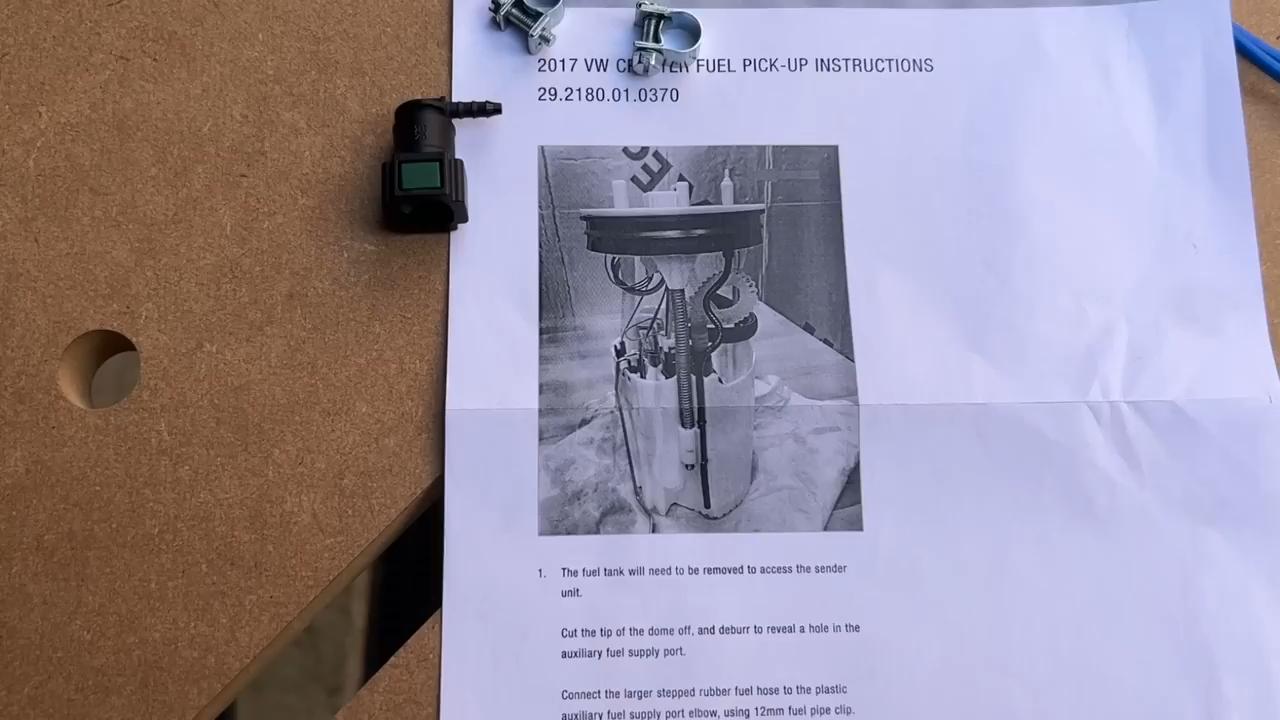 2017 VW CRAFTER FUEL PICK-UP INSTRUCTIONS
29.2180.01.0370
1. The fuel tank will need to be removed to access the sender
unit.
Cut the tip of the dome off, and deburr to reveal a hole in the
auxiliary fuel supply port.
Connect the larger stepped rubber fuel hose to the plastic
auxiliary fuel supply port elbow, using 12mm fuel pipe clip.